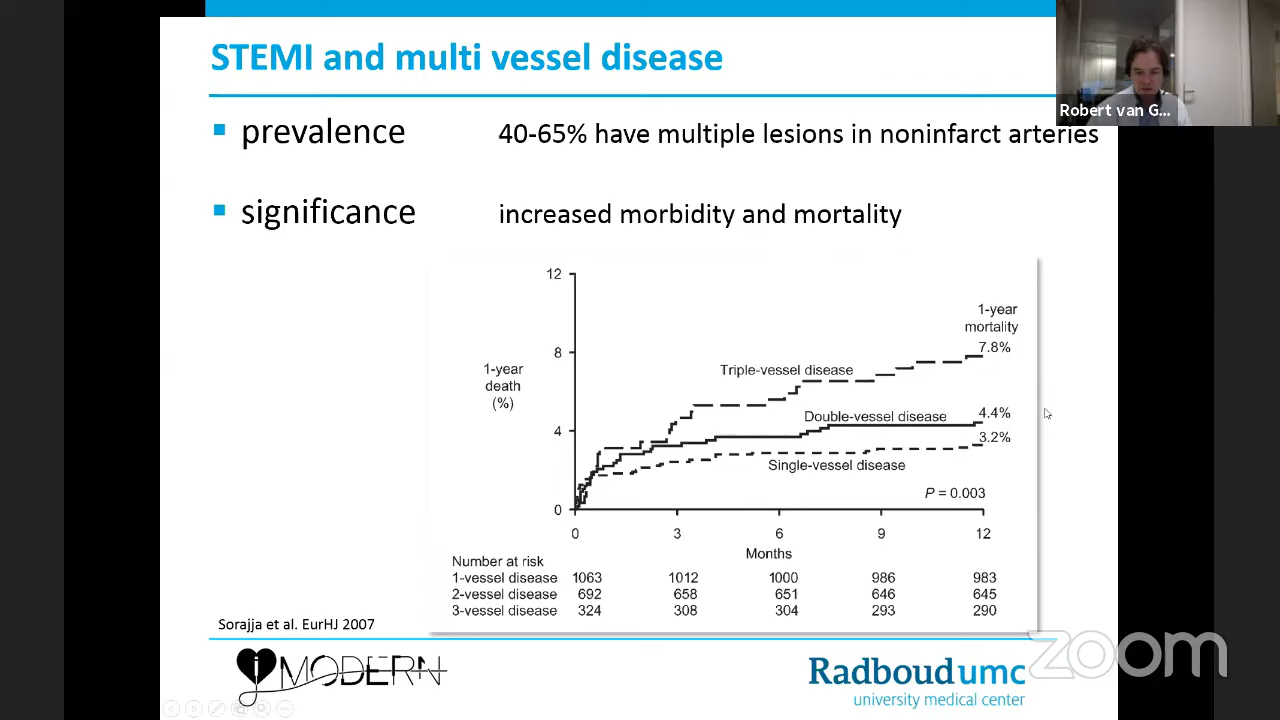 STEMI and multi vessel disease
Robert van G...
prevalence 40-65% have multiple lesions in noninfarct arteries
significance increased morbidity and mortality
12
8
4
0
1-year
death
(%)
1-year
mortality
7.8%
Triple-vessel disease
4.4%
Double-vessel disease
3.2%
Single-vessel disease
P = 0.003
0 3 6 9 12
Months
Number at risk
1-vessel disease 1063 1012 1000 986 983
2-vessel disease 692 658 651 646 645
3-vessel disease 324 308 304 293 290
Sorajja et al. EurHJ 2007
i MODERN
Radboudumc
university medical center
zoom